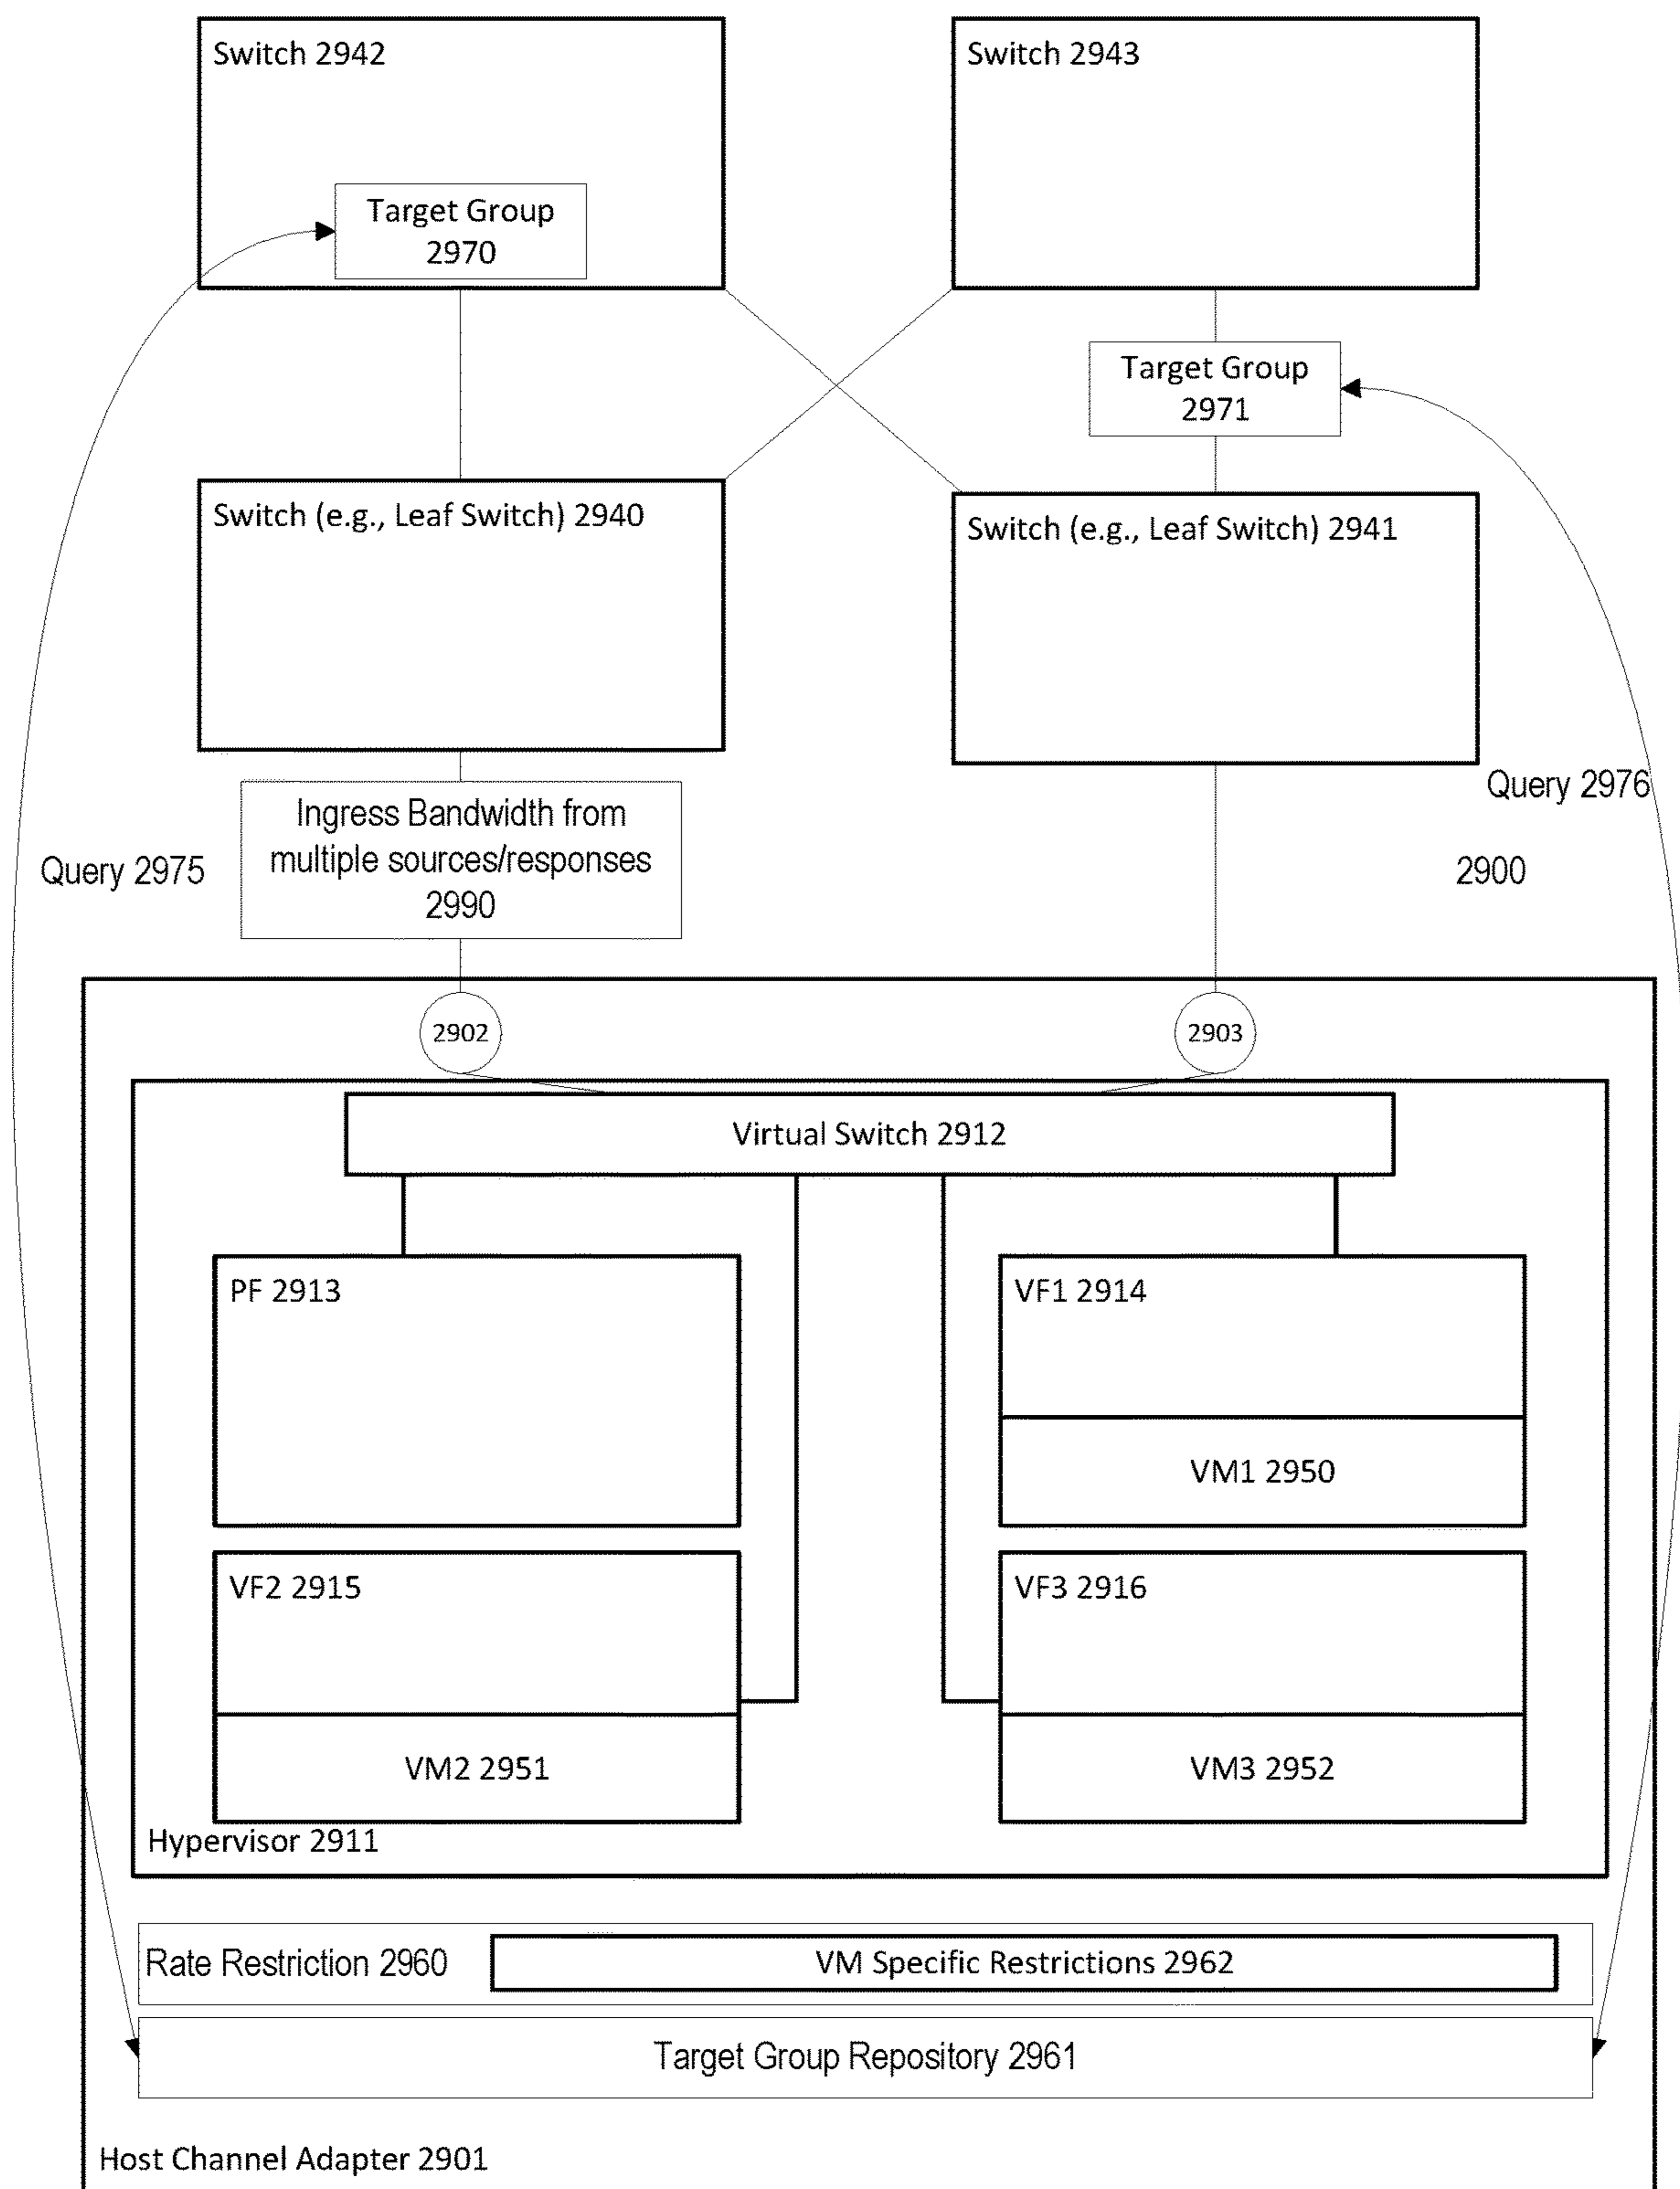 Switch 2942
Switch 2943
Target Group
2970
Target Group
2971
Switch (e.g., Leaf Switch) 2940
Switch (e.g., Leaf Switch) 2941
Query 2976
Ingress Bandwidth from
multiple sources/responses
2990
Query 2975
2900
2902
2903
Virtual Switch 2912
PF 2913
VF1 2914
VM1 2950
VF2 2915
VF3 2916
VM2 2951
VM3 2952
Hypervisor 2911
Rate Restriction 2960
VM Specific Restrictions 2962
Target Group Repository 2961
Host Channel Adapter 2901